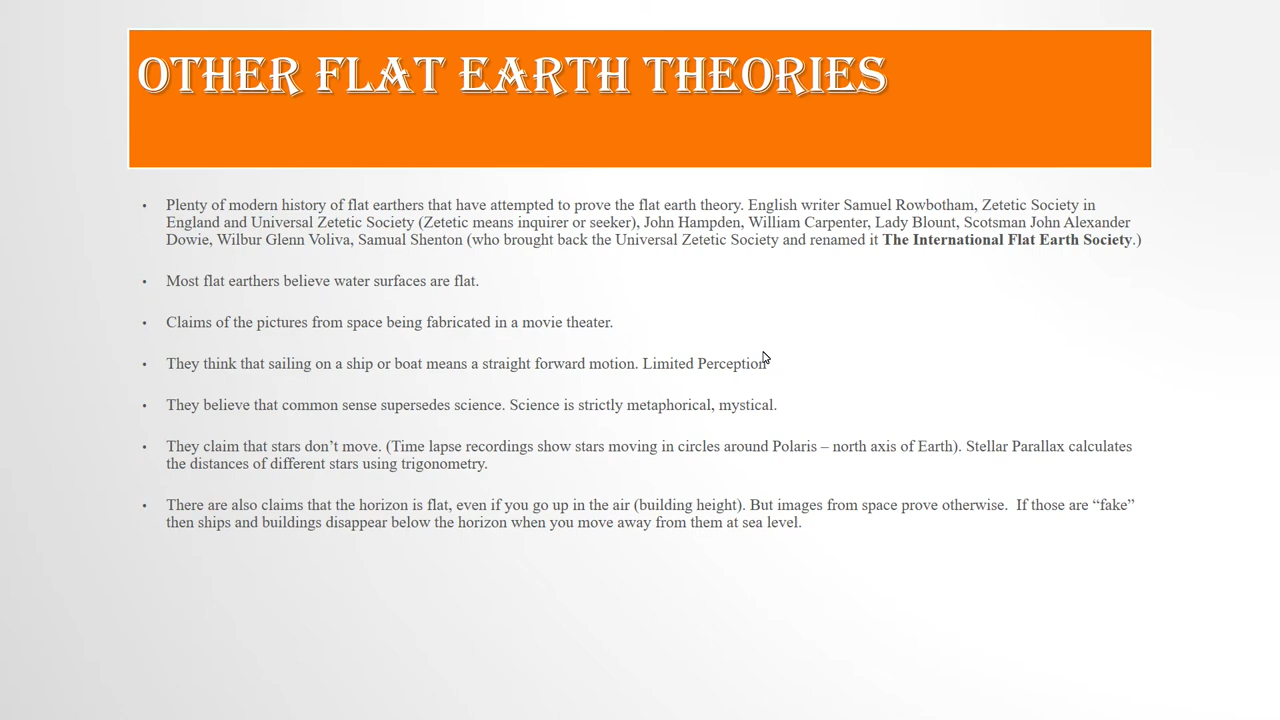 OTHER FLAT EARTH THEORIES
• Plenty of modern history of flat earthers that have attempted to prove the flat earth theory. English writer Samuel Rowbotham, Zetetic Society in
England and Universal Zetetic Society (Zetetic means inquirer or seeker), John Hampden, William Carpenter, Lady Blount, Scotsman John Alexander
Dowie, Wilbur Glenn Voliva, Samual Shenton (who brought back the Universal Zetetic Society and renamed it The International Flat Earth Society.)
• Most flat earthers believe water surfaces are flat.
• Claims of the pictures from space being fabricated in a movie theater.
• They think that sailing on a ship or boat means a straight forward motion. Limited Perception
• They believe that common sense supersedes science. Science is strictly metaphorical, mystical.
• They claim that stars don’t move. (Time lapse recordings show stars moving in circles around Polaris – north axis of Earth). Stellar Parallax calculates
the distances of different stars using trigonometry.
• There are also claims that the horizon is flat, even if you go up in the air (building height). But images from space prove otherwise.  If those are “fake”
then ships and buildings disappear below the horizon when you move away from them at sea level.